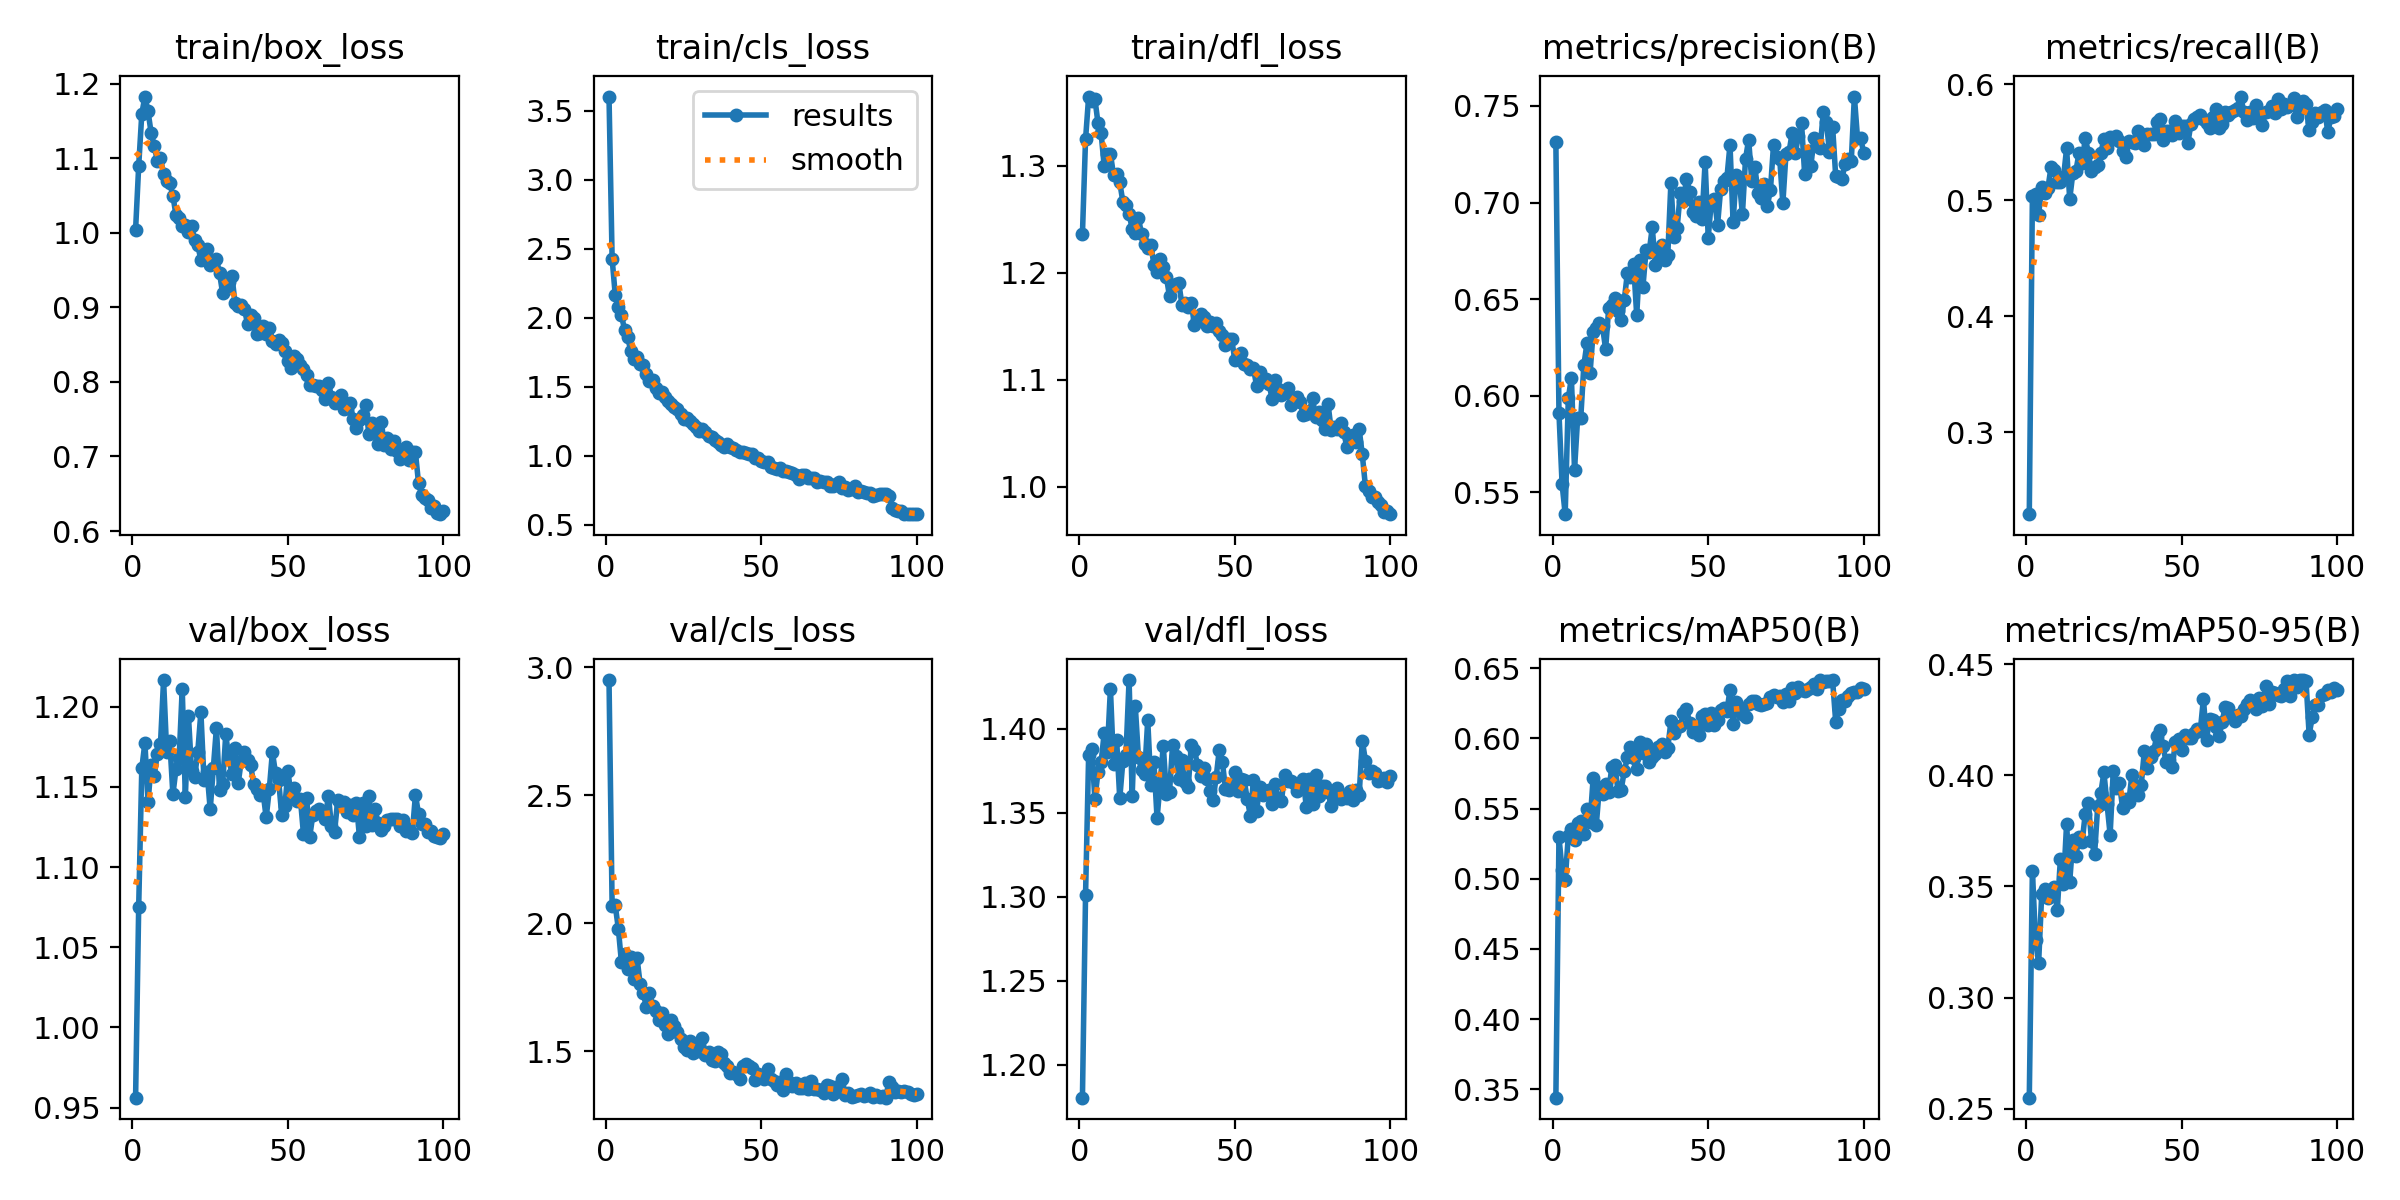 train/box_loss
1.2
1.1
1.0
0.9
0.8
0.7
0.6
0 50 100
train/cls_loss
results
smooth
3.5
3.0
2.5
2.0
1.5
1.0
0.5
0 50 100
train/dfl_loss
1.3
1.2
1.1
1.0
0 50 100
metrics/precision(B)
0.75
0.70
0.65
0.60
0.55
0 50 100
metrics/recall(B)
0.6
0.5
0.4
0.3
0 50 100
val/box_loss
1.20
1.15
1.10
1.05
1.00
0.95
0 50 100
val/cls_loss
3.0
2.5
2.0
1.5
0 50 100
val/dfl_loss
1.40
1.35
1.30
1.25
1.20
0 50 100
metrics/mAP50(B)
0.65
0.60
0.55
0.50
0.45
0.40
0.35
0 50 100
metrics/mAP50-95(B)
0.45
0.40
0.35
0.30
0.25
0 50 100